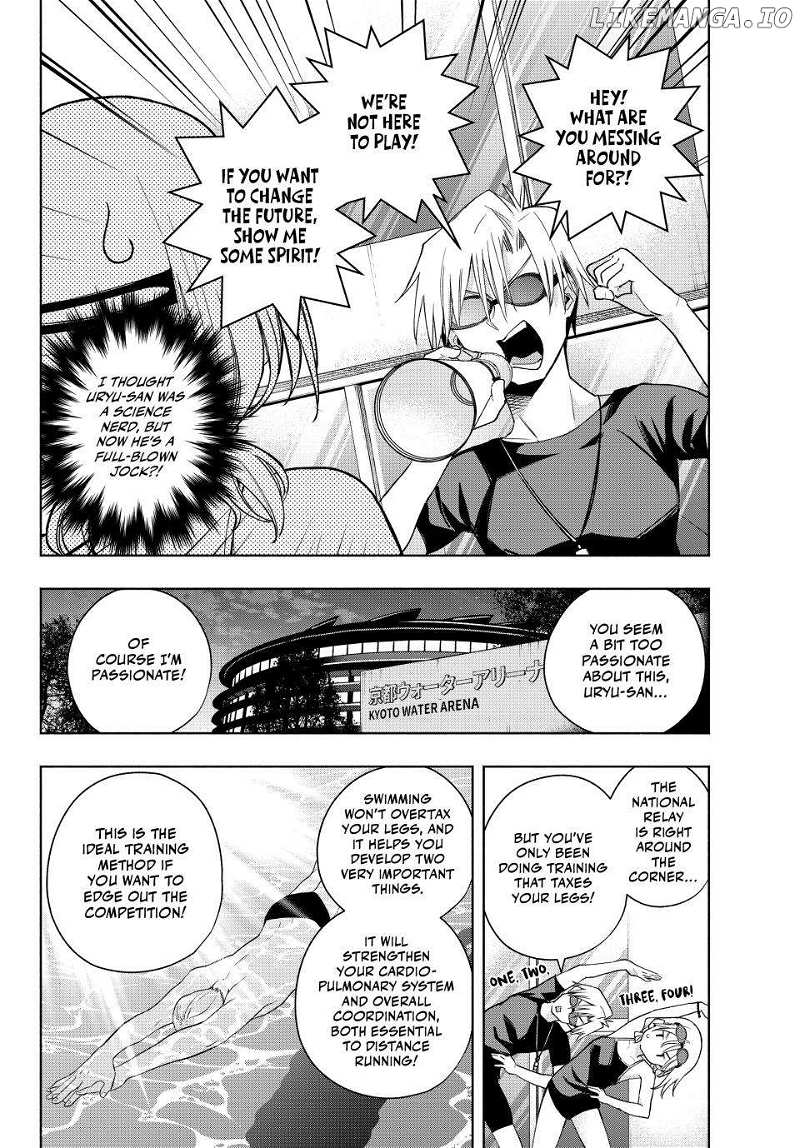 LIKEMANGA.IO
HEY!
WHAT ARE
YOU MESSING
AROUND
FOR?!
WE'RE
NOT HERE
TO PLAY!
IF YOU WANT
TO CHANGE
THE FUTURE,
SHOW ME
SOME SPIRIT!
I THOUGHT
URYU-SAN WAS
A SCIENCE
NERD, BUT
NOW HE'S A
FULL-BLOWN
JOCK?!
YOU SEEM
A BIT TOO
PASSIONATE
ABOUT THIS,
URYU-SAN...
京都ウォーターアリーナ
KYOTO WATER ARENA
OF
COURSE I'M
PASSIONATE!
THE
NATIONAL
RELAY
IS RIGHT
AROUND
THE
CORNER...
BUT YOU'VE
ONLY BEEN
DOING TRAINING
THAT TAXES
YOUR LEGS!
ONE, TWO,
THREE, FOUR!
SWIMMING
WON'T OVERTAX
YOUR LEGS, AND
IT HELPS YOU
DEVELOP TWO
VERY IMPORTANT
THINGS.
IT WILL
STRENGTHEN
YOUR CARDIO-
PULMONARY SYSTEM
AND OVERALL
COORDINATION,
BOTH ESSENTIAL
TO DISTANCE
RUNNING!
THIS IS THE
IDEAL TRAINING
METHOD IF
YOU WANT TO
EDGE OUT THE
COMPETITION!